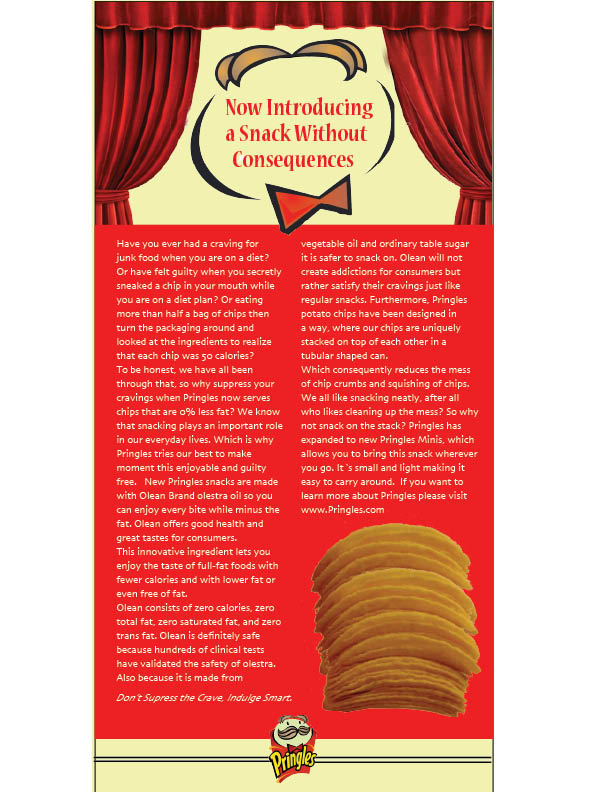 Now Introducing
a Snack Without
Consequences
Have you ever had a craving for
junk food when you are on a diet?
Or have felt guilty when you secretly
sneaked a chip in your mouth while
you are on a diet plan? Or eating
more than half a bag of chips then
turn the packaging around and
looked at the ingredients to realize
that each chip was 50 calories?
To be honest, we have all been
through that, so why suppress your
cravings when Pringles now serves
chips that are 0% less fat? We know
that snacking plays an important role
in our everyday lives. Which is why
Pringles tries our best to make
moment this enjoyable and guilty
free. New Pringles snacks are made
with Olean Brand olestra oil so you
can enjoy every bite while minus the
fat. Olean offers good health and
great tastes for consumers.
This innovative ingredient lets you
enjoy the taste of full-fat foods with
fewer calories and with lower fat or
even free of fat.
Olean consists of zero calories, zero
total fat, zero saturated fat, and zero
trans fat. Olean is definitely safe
because hundreds of clinical tests
have validated the safety of olestra.
Also because it is made from
Don't Supress the Crave, Indulge Smart.
vegetable oil and ordinary table sugar
it is safer to snack on. Olean will not
create addictions for consumers but
rather satisfy their cravings just like
regular snacks. Furthermore, Pringles
potato chips have been designed in
a way, where our chips are uniquely
stacked on top of each other in a
tubular shaped can.
Which consequently reduces the mess
of chip crumbs and squishing of chips.
We all like snacking neatly, after all
who likes cleaning up the mess? So why
not snack on the stack? Pringles has
expanded to new Pringles Minis, which
allows you to bring this snack wherever
you go. It `s small and light making it
easy to carry around. If you want to
learn more about Pringles please visit
www.Pringles.com
Pringles